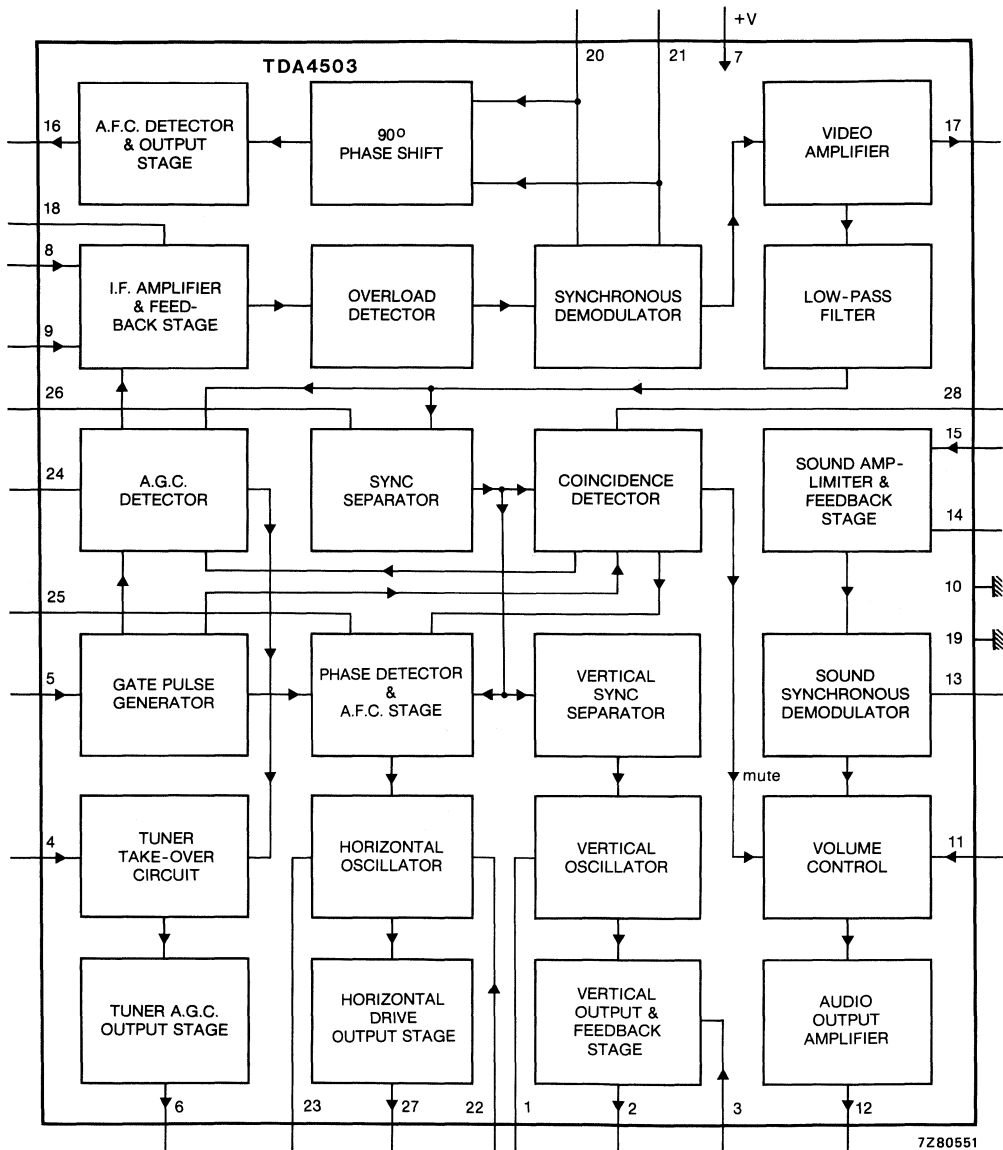 +V
20
21
7
TDA4503
16
A.F.C. DETECTOR
& OUTPUT
STAGE
90°
PHASE SHIFT
VIDEO
AMPLIFIER
17
18
8
9
I.F. AMPLIFIER
& FEED-
BACK STAGE
OVERLOAD
DETECTOR
SYNCHRONOUS
DEMODULATOR
LOW-PASS
FILTER
26
28
24
A.G.C.
DETECTOR
SYNC
SEPARATOR
COINCIDENCE
DETECTOR
SOUND AMP-
LIMITER &
FEEDBACK
STAGE
15
14
10
25
19
5
GATE PULSE
GENERATOR
PHASE DETECTOR
&
A.F.C. STAGE
VERTICAL
SYNC
SEPARATOR
SOUND
SYNCHRONOUS
DEMODULATOR
13
mute
4
TUNER
TAKE-OVER
CIRCUIT
HORIZONTAL
OSCILLATOR
VERTICAL
OSCILLATOR
VOLUME
CONTROL
11
TUNER A.G.C.
OUTPUT STAGE
HORIZONTAL
DRIVE
OUTPUT STAGE
VERTICAL
OUTPUT &
FEEDBACK
STAGE
AUDIO
OUTPUT
AMPLIFIER
6
23
27
22
1
2
3
12
7Z80551